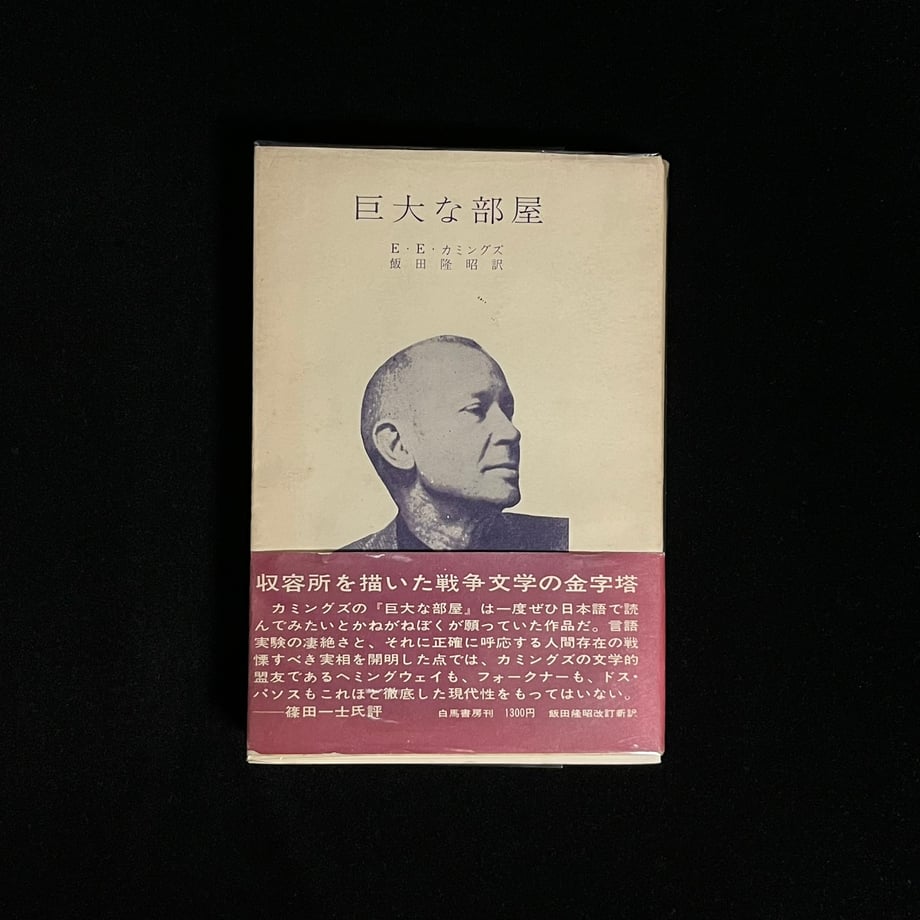 巨大な部屋
E・E・カミングズ
飯田隆昭訳
収容所を描いた戦争文学の金字塔
カミングズの『巨大な部屋』は一度ぜひ日本語で読
んでみたいとかねがねぼくが願っていた作品だ。言語
実験の凄絶さと、それに正確に呼応する人間存在の戦
慄すべき実相を開明した点では、カミングズの文学的
盟友であるヘミングウェイも、フォークナーも、ドス・
パソスもこれほど徹底した現代性をもってはいない。
──篠田一士氏評 白馬書房刊 1300円 飯田隆昭改訂新訳